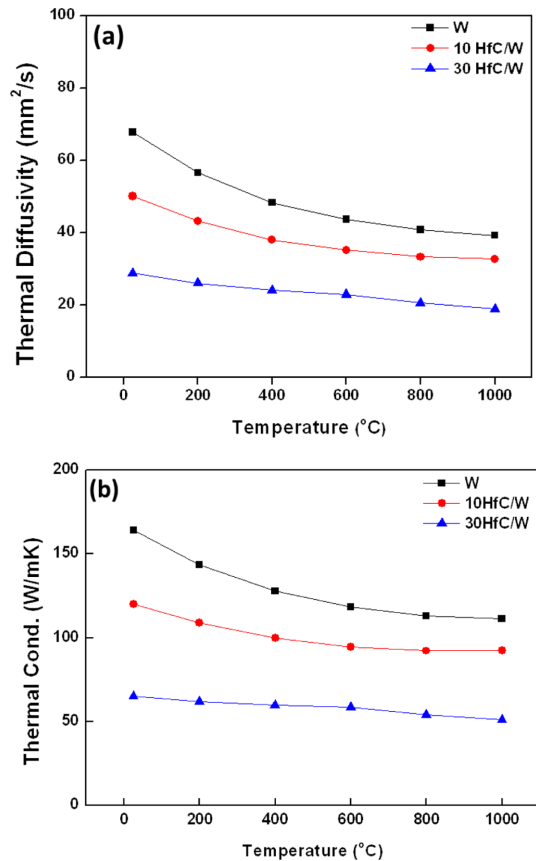 (a)
W
10 HfC/W
30 HfC/W
100
80
60
40
20
0
Thermal Diffusivity (mm²/s)
0 200 400 600 800 1000
Temperature (°C)
(b)
W
10HfC/W
30HfC/W
200
150
100
50
0
Thermal Cond. (W/mK)
0 200 400 600 800 1000
Temperature (°C)